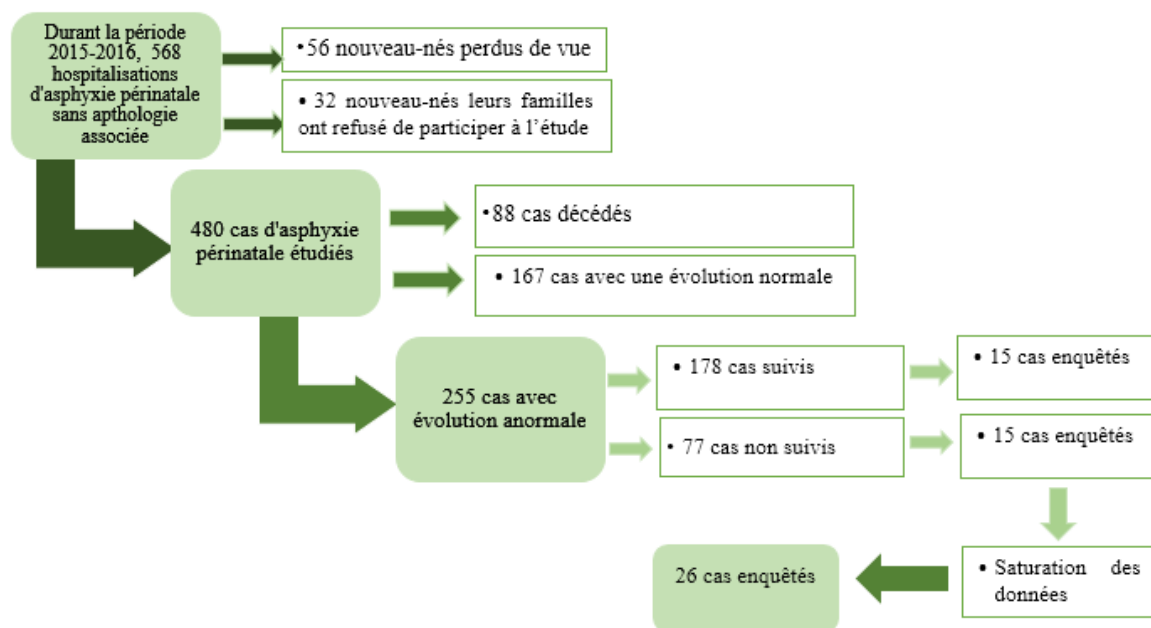 Durant la période
2015-2016, 568
hospitalisations
d'asphyxie périnatale
sans apthologie
associée
•56 nouveau-nés perdus de vue
• 32 nouveau-nés leurs familles
ont refusé de participer à l’étude
480 cas d'asphyxie
périnatale étudiés
•88 cas décédés
• 167 cas avec une évolution normale
255 cas avec
évolution anormale
• 178 cas suivis
• 15 cas enquêtés
• 77 cas non suivis
• 15 cas enquêtés
26 cas enquêtés
• Saturation des
données